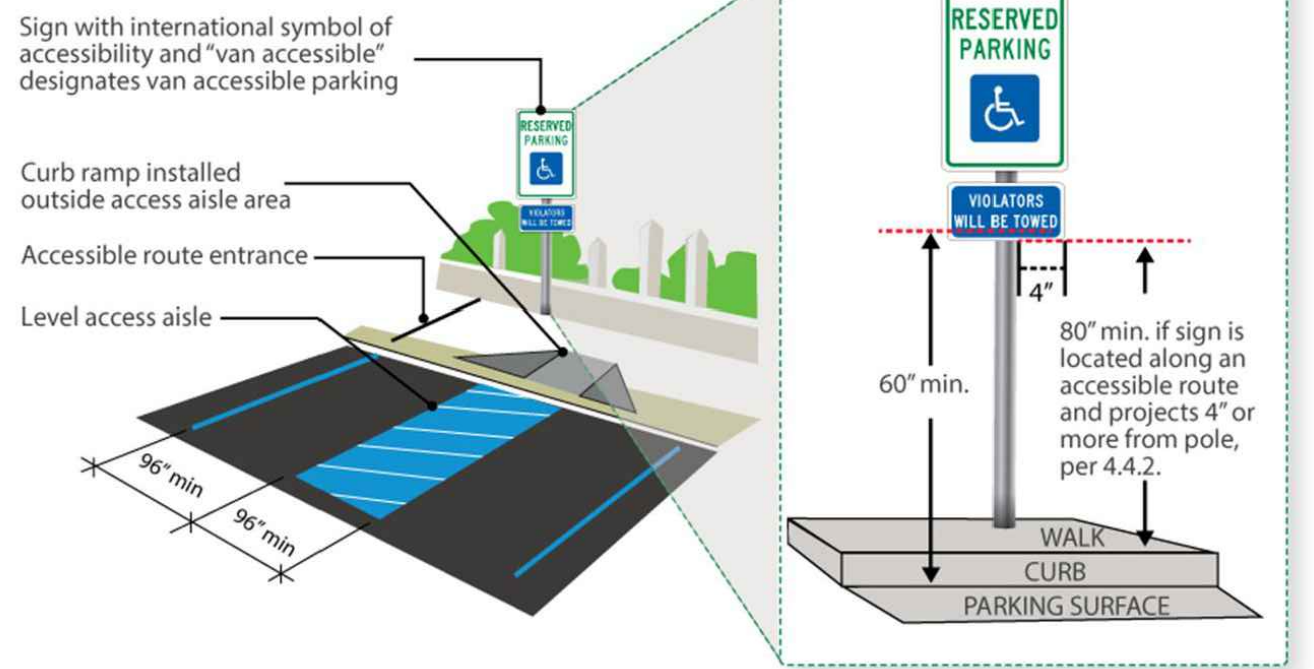 Sign with international symbol of
accessibility and “van accessible”
designates van accessible parking
Curb ramp installed
outside access aisle area
Accessible route entrance
Level access aisle
96” min
96” min
RESERVED
PARKING
VIOLATORS
WILL BE TOWED
RESERVED
PARKING
VIOLATORS
WILL BE TOWED
4”
60” min.
80” min. if sign is
located along an
accessible route
and projects 4” or
more from pole,
per 4.4.2.
WALK
CURB
PARKING SURFACE